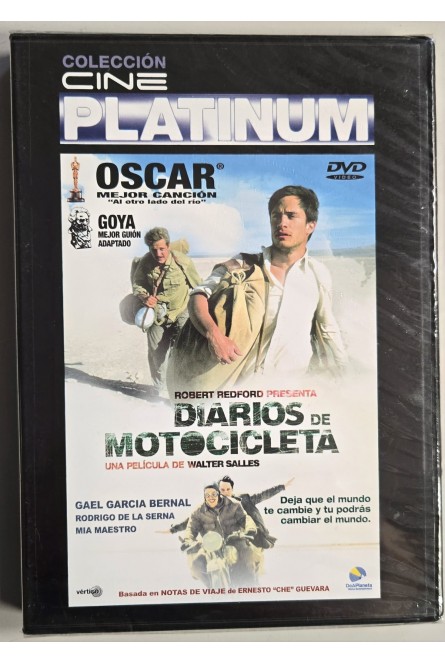 COLECCIÓN
CINE
PLATINUM
OSCAR®
MEJOR CANCIÓN
"Al otro lado del río"
DVD
VIDEO
GOYA
MEJOR GUIÓN
ADAPTADO
ROBERT REDFORD PRESENTA
DIARIOS DE
MOTOCICLETA
UNA PELÍCULA DE WALTER SALLES
GAEL GARCIA BERNAL
RODRIGO DE LA SERNA
MIA MAESTRO
Deja que el mundo
te cambie y tu podrás
cambiar el mundo.
vértigo
Basada en NOTAS DE VIAJE de ERNESTO "CHE" GUEVARA